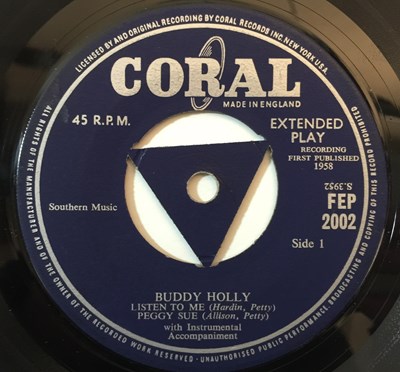 LICENSED BY AND ORIGINAL RECORDING BY CORAL RECORDS INC. NEW YORK U.S.A.
CORAL
MADE IN ENGLAND
45 R.P.M.
EXTENDED
PLAY
RECORDING
FIRST PUBLISHED
1958
S.3952
FEP
2002
Southern Music
Side 1
BUDDY HOLLY
LISTEN TO ME (Hardin, Petty)
PEGGY SUE (Allison, Petty)
with Instrumental
Accompaniment
ALL RIGHTS OF THE MANUFACTURER AND OF THE OWNER OF THE RECORDED WORK RESERVED · UNAUTHORISED PUBLIC PERFORMANCE, BROADCASTING AND COPYING OF THIS RECORD PROHIBITED